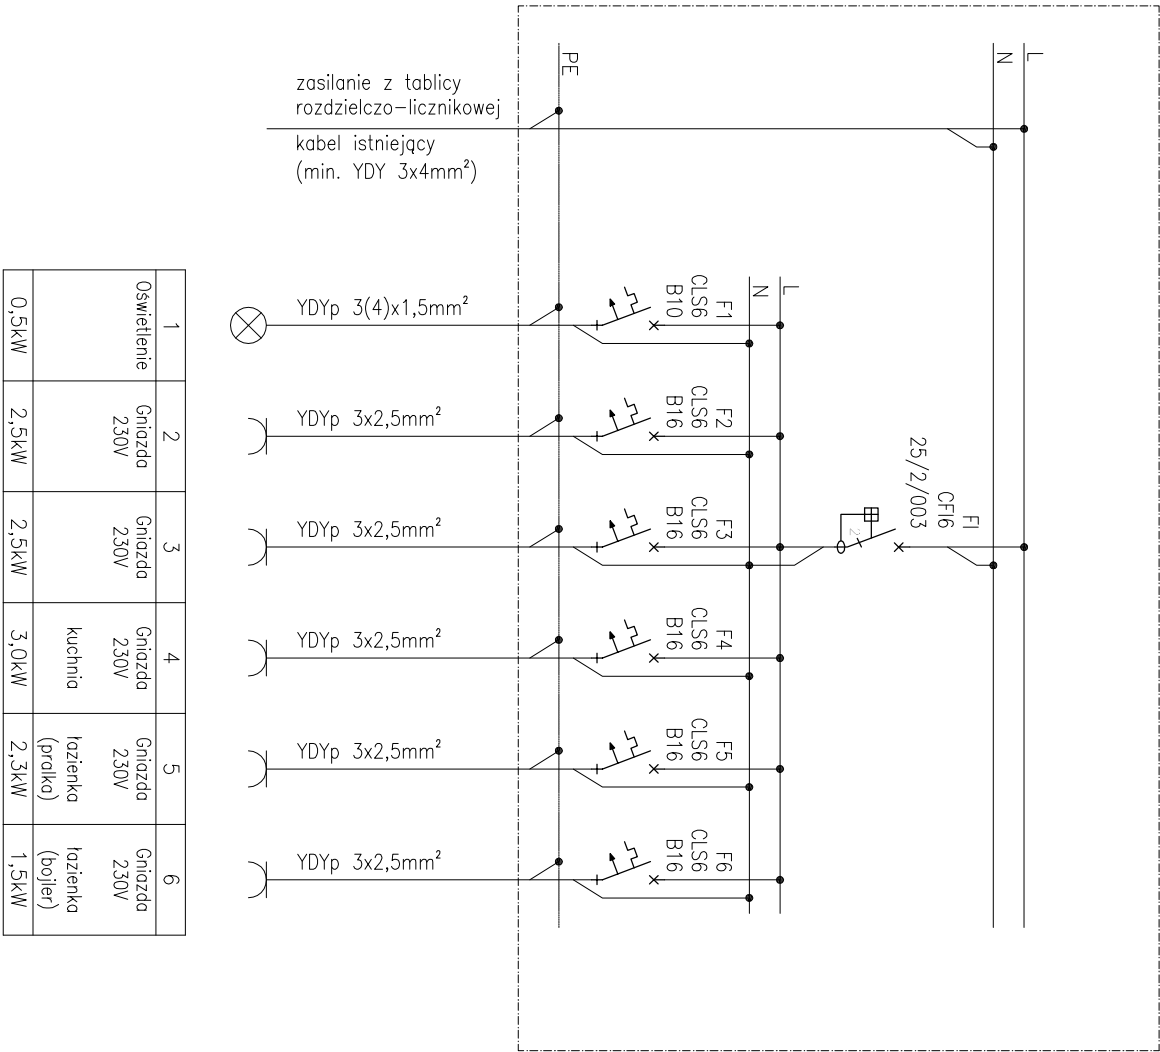 L
N
PE
zasilanie z tablicy
rozdzielczo-licznikowej
kabel istniejący
(min. YDY 3x4mm²)
FI
CFI6
25/2/003
2
L
N
F1
CLS6
B10
F2
CLS6
B16
F3
CLS6
B16
F4
CLS6
B16
F5
CLS6
B16
F6
CLS6
B16
YDYp 3(4)x1,5mm²
YDYp 3x2,5mm²
YDYp 3x2,5mm²
YDYp 3x2,5mm²
YDYp 3x2,5mm²
YDYp 3x2,5mm²
1
Oświetlenie
0,5kW
2
Gniazda
230V
2,5kW
3
Gniazda
230V
2,5kW
4
Gniazda
230V
kuchnia
3,0kW
5
Gniazda
230V
łazienka
(pralka)
2,3kW
6
Gniazda
230V
łazienka
(bojler)
1,5kW